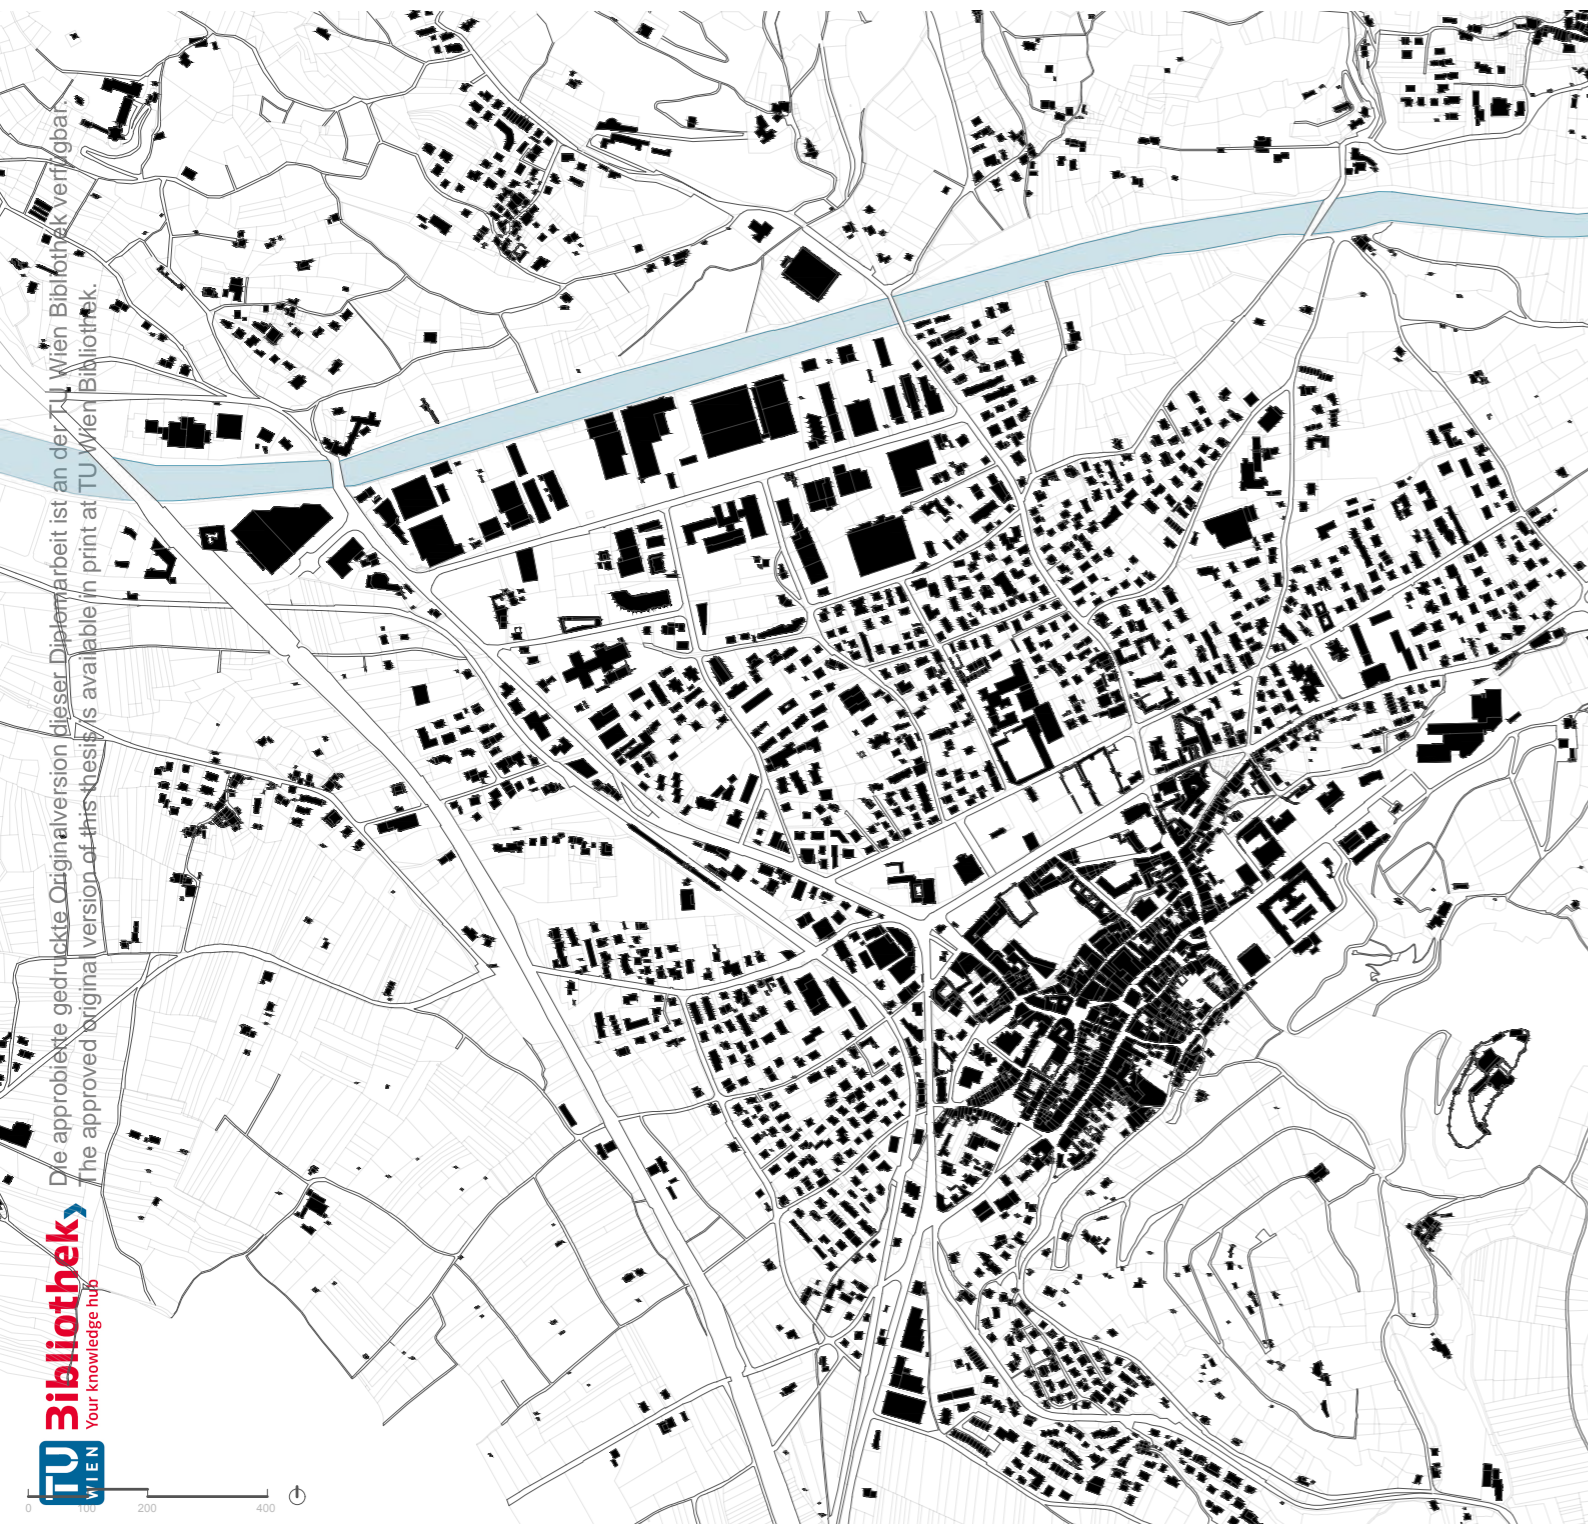 Die approbierte gedruckte Originalversion dieser Diplomarbeit ist an der TU Wien Bibliothek verfügbar.
The approved original version of this thesis is available in print at TU Wien Bibliothek.
Bibliothek
Your knowledge hub
TU
WIEN
0 100 200 400